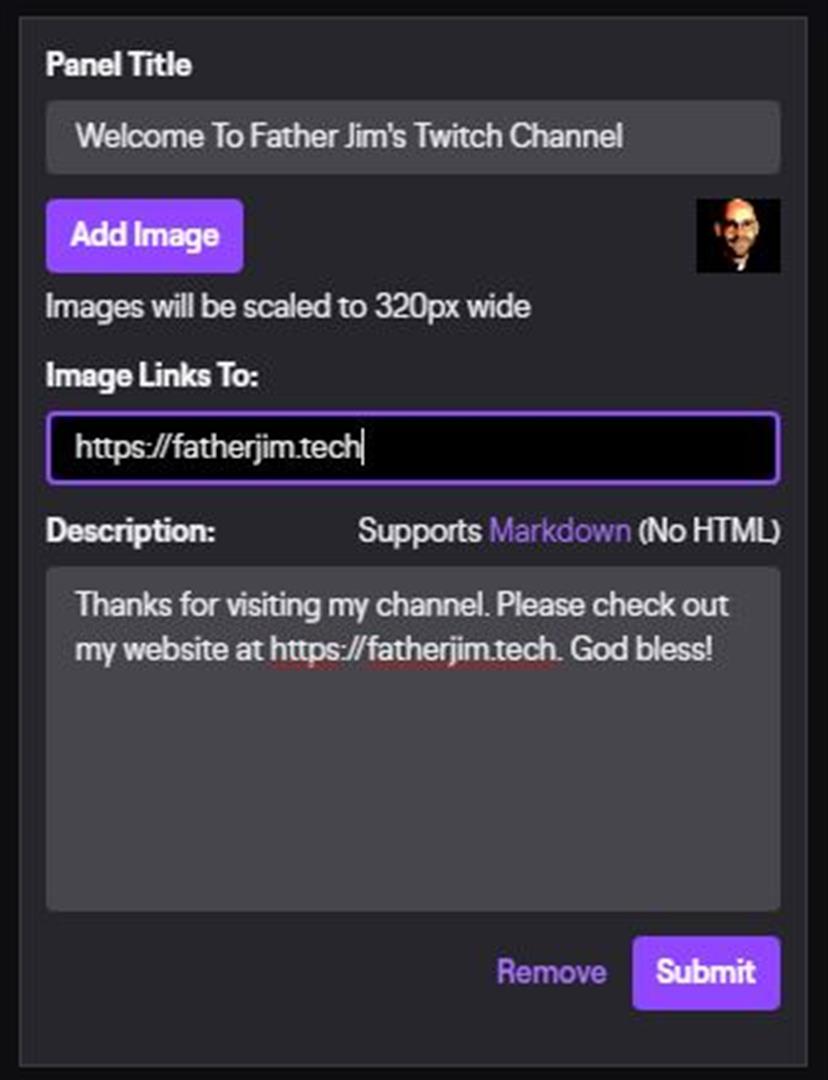 Panel Title
Welcome To Father Jim's Twitch Channel
Add Image
Images will be scaled to 320px wide
Image Links To:
https://fatherjim.tech
Description: Supports Markdown (No HTML)
Thanks for visiting my channel. Please check out
my website at https://fatherjim.tech. God bless!
Remove Submit